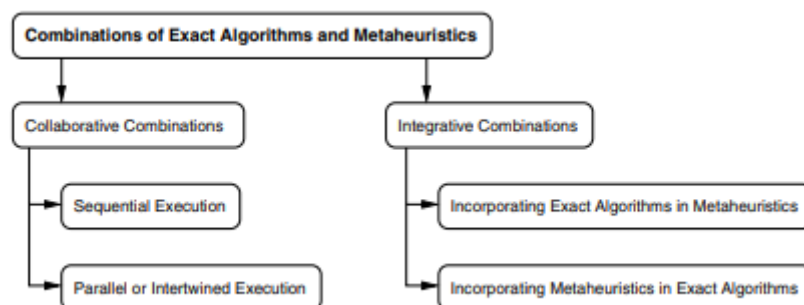 Combinations of Exact Algorithms and Metaheuristics
Collaborative Combinations
Integrative Combinations
Sequential Execution
Incorporating Exact Algorithms in Metaheuristics
Parallel or Intertwined Execution
Incorporating Metaheuristics in Exact Algorithms